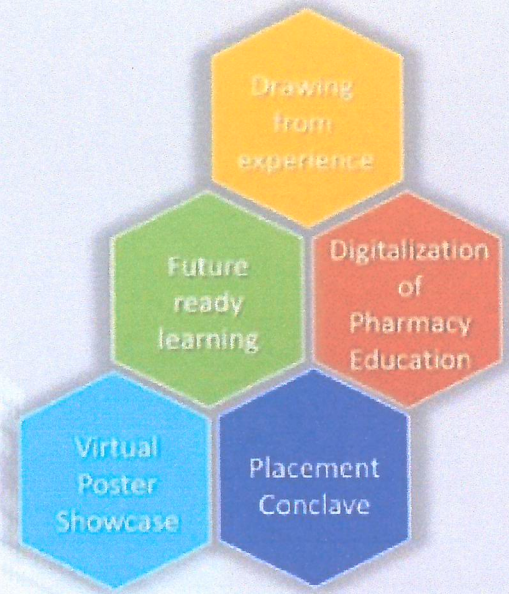 Drawing
from
experience
Future
ready
learning
Digitalization
of
Pharmacy
Education
Virtual
Poster
Showcase
Placement
Conclave